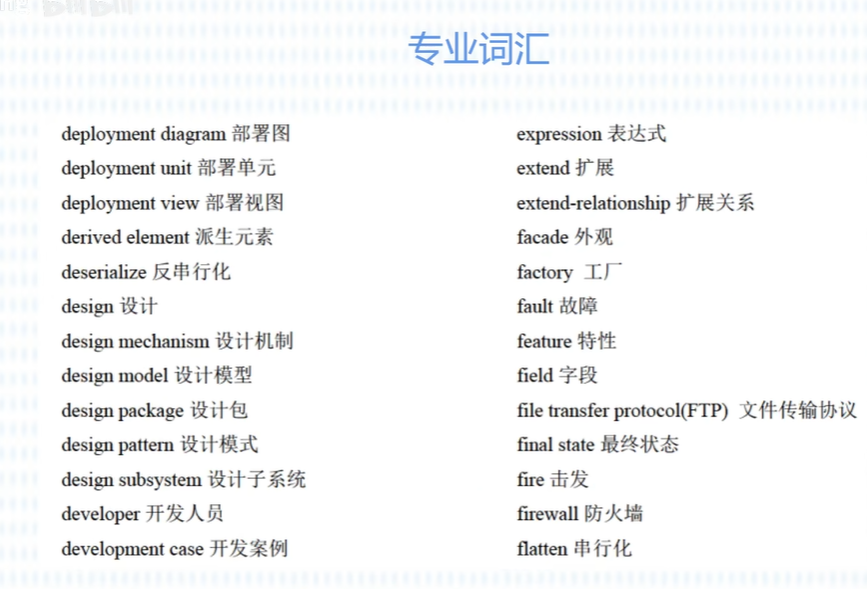 专业词汇
deployment diagram 部署图
deployment unit 部署单元
deployment view 部署视图
derived element 派生元素
deserialize 反串行化
design 设计
design mechanism 设计机制
design model 设计模型
design package 设计包
design pattern 设计模式
design subsystem 设计子系统
developer 开发人员
development case 开发案例
expression 表达式
extend 扩展
extend-relationship 扩展关系
facade 外观
factory 工厂
fault 故障
feature 特性
field 字段
file transfer protocol(FTP) 文件传输协议
final state 最终状态
fire 击发
firewall 防火墙
flatten 串行化